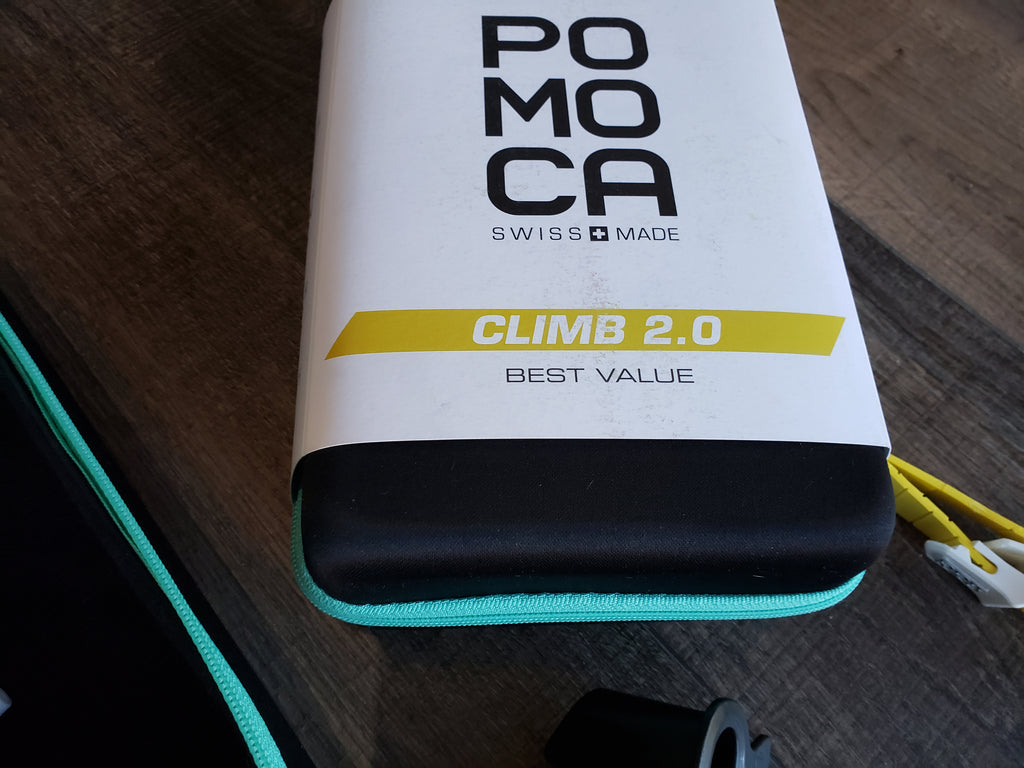 PO
MO
CA
SWISS MADE
CLIMB 2.0
BEST VALUE